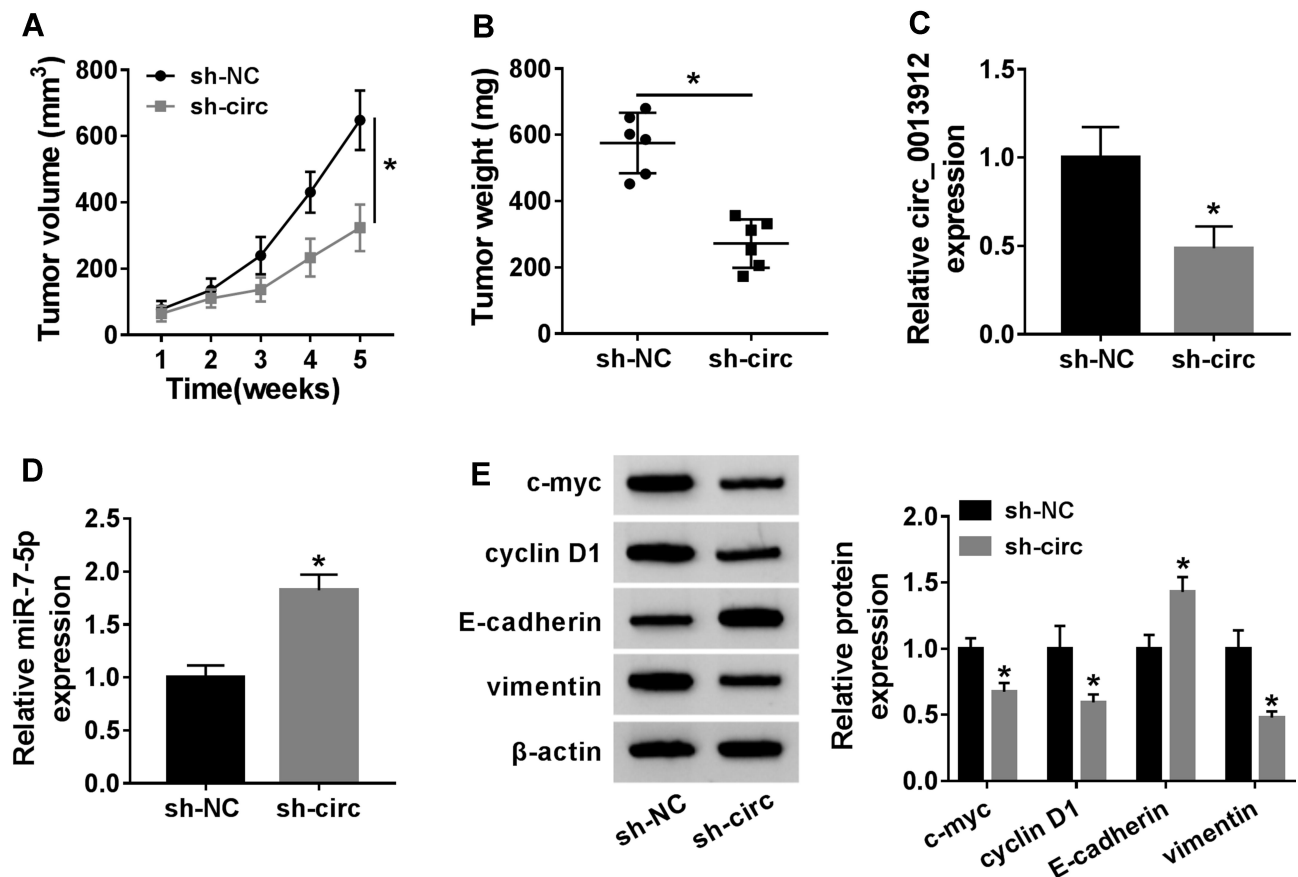 A
Tumor volume (mm3)
800
600
400
200
0
sh-NC
sh-circ
*
1 2 3 4 5
Time(weeks)
B
Tumor weight (mg)
800
600
400
200
0
*
sh-NC sh-circ
C
Relative circ_0013912
expression
1.5
1.0
0.5
0.0
*
sh-NC sh-circ
D
Relative miR-7-5p
expression
2.5
2.0
1.5
1.0
0.5
0.0
*
sh-NC sh-circ
E
c-myc
cyclin D1
E-cadherin
vimentin
β-actin
sh-NC sh-circ
Relative protein
expression
2.0
1.5
1.0
0.5
0.0
sh-NC
sh-circ
* * * *
c-myc cyclin D1 E-cadherin vimentin